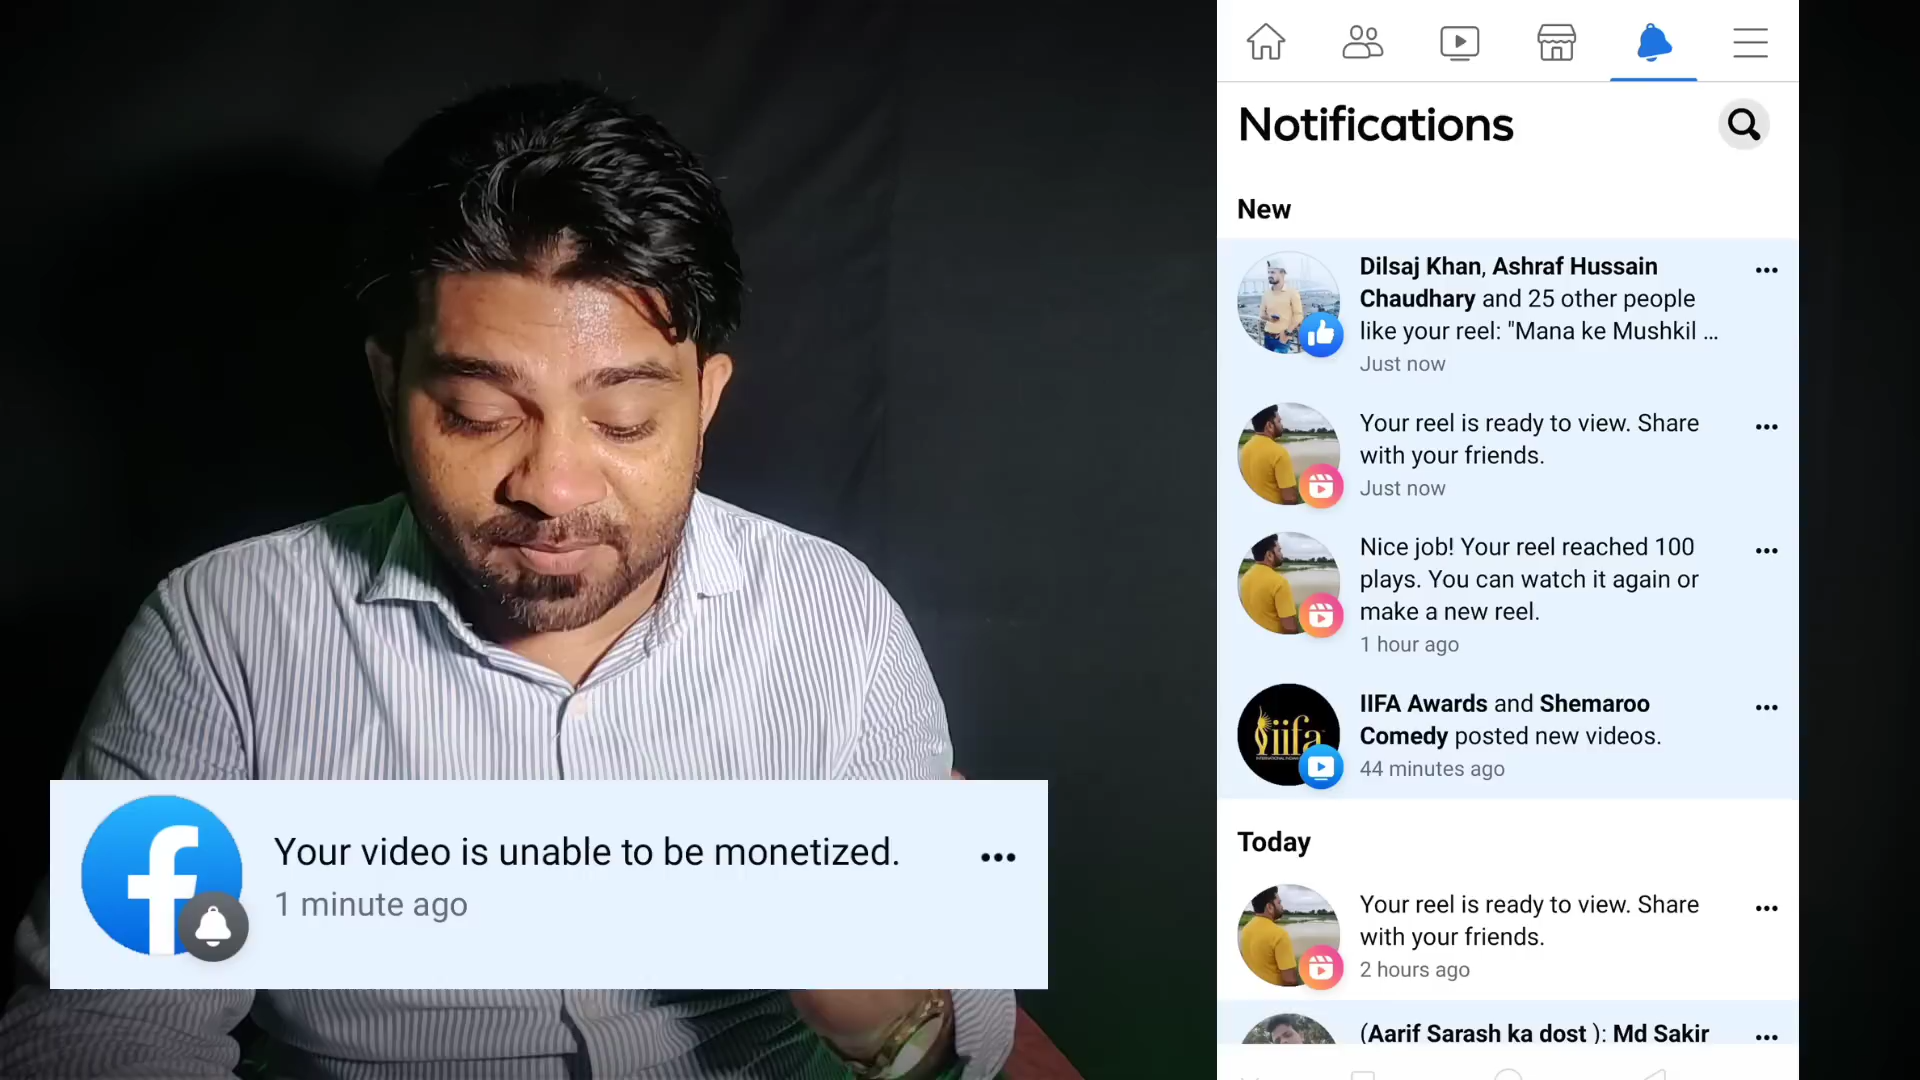 Notifications
New
Dilsaj Khan, Ashraf Hussain
Chaudhary and 25 other people
like your reel: "Mana ke Mushkil ...
Just now
Your reel is ready to view. Share
with your friends.
Just now
Nice job! Your reel reached 100
plays. You can watch it again or
make a new reel.
1 hour ago
iifa
IIFA Awards and Shemaroo
Comedy posted new videos.
44 minutes ago
Today
Your reel is ready to view. Share
with your friends.
2 hours ago
(Aarif Sarash ka dost ): Md Sakir
Your video is unable to be monetized.
1 minute ago